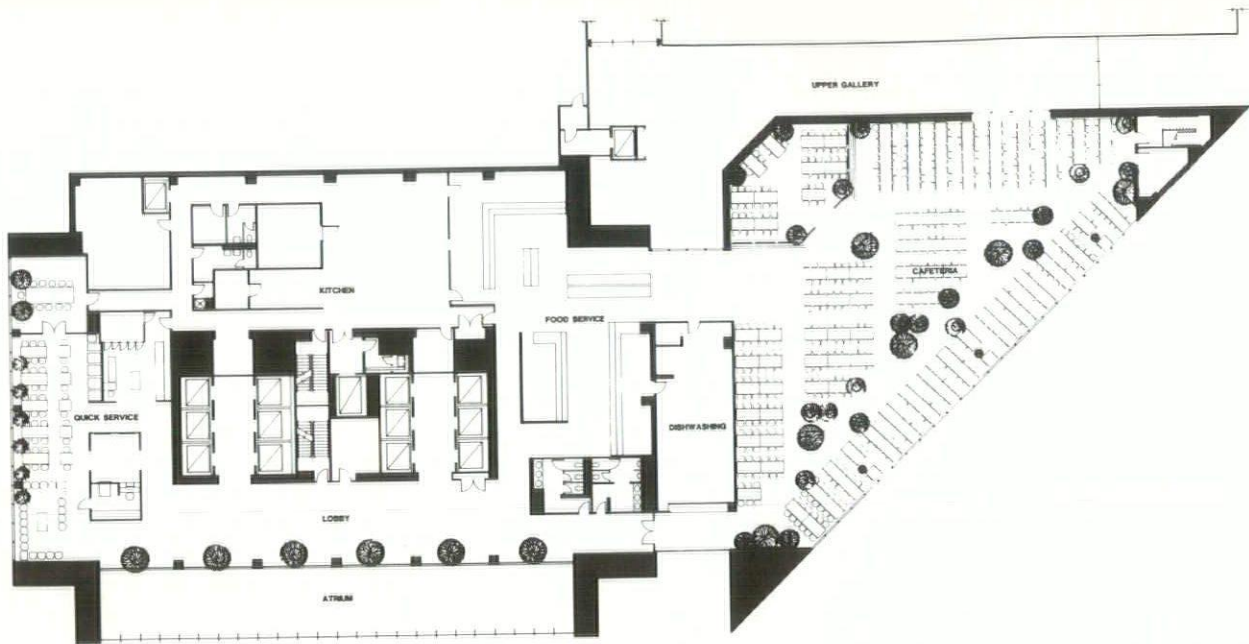 UPPER GALLERY
CAFETERIA
KITCHEN
FOOD SERVICE
QUICK SERVICE
DISHWASHING
LOBBY
ATRIUM